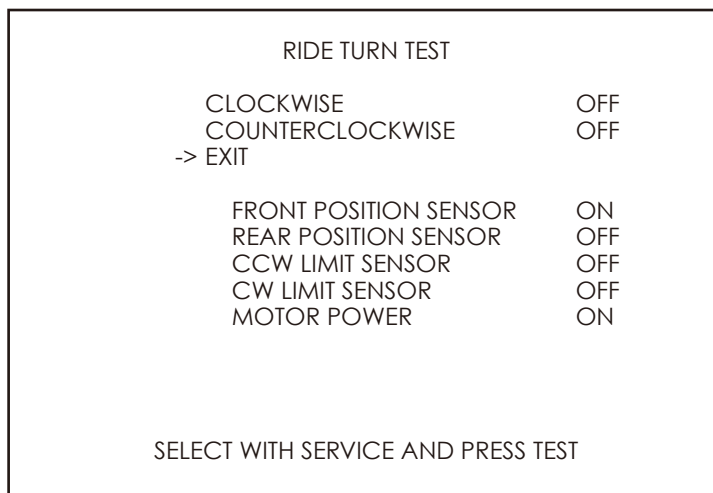 RIDE TURN TEST
CLOCKWISE OFF
COUNTERCLOCKWISE OFF
-> EXIT
FRONT POSITION SENSOR ON
REAR POSITION SENSOR OFF
CCW LIMIT SENSOR OFF
CW LIMIT SENSOR OFF
MOTOR POWER ON
SELECT WITH SERVICE AND PRESS TEST